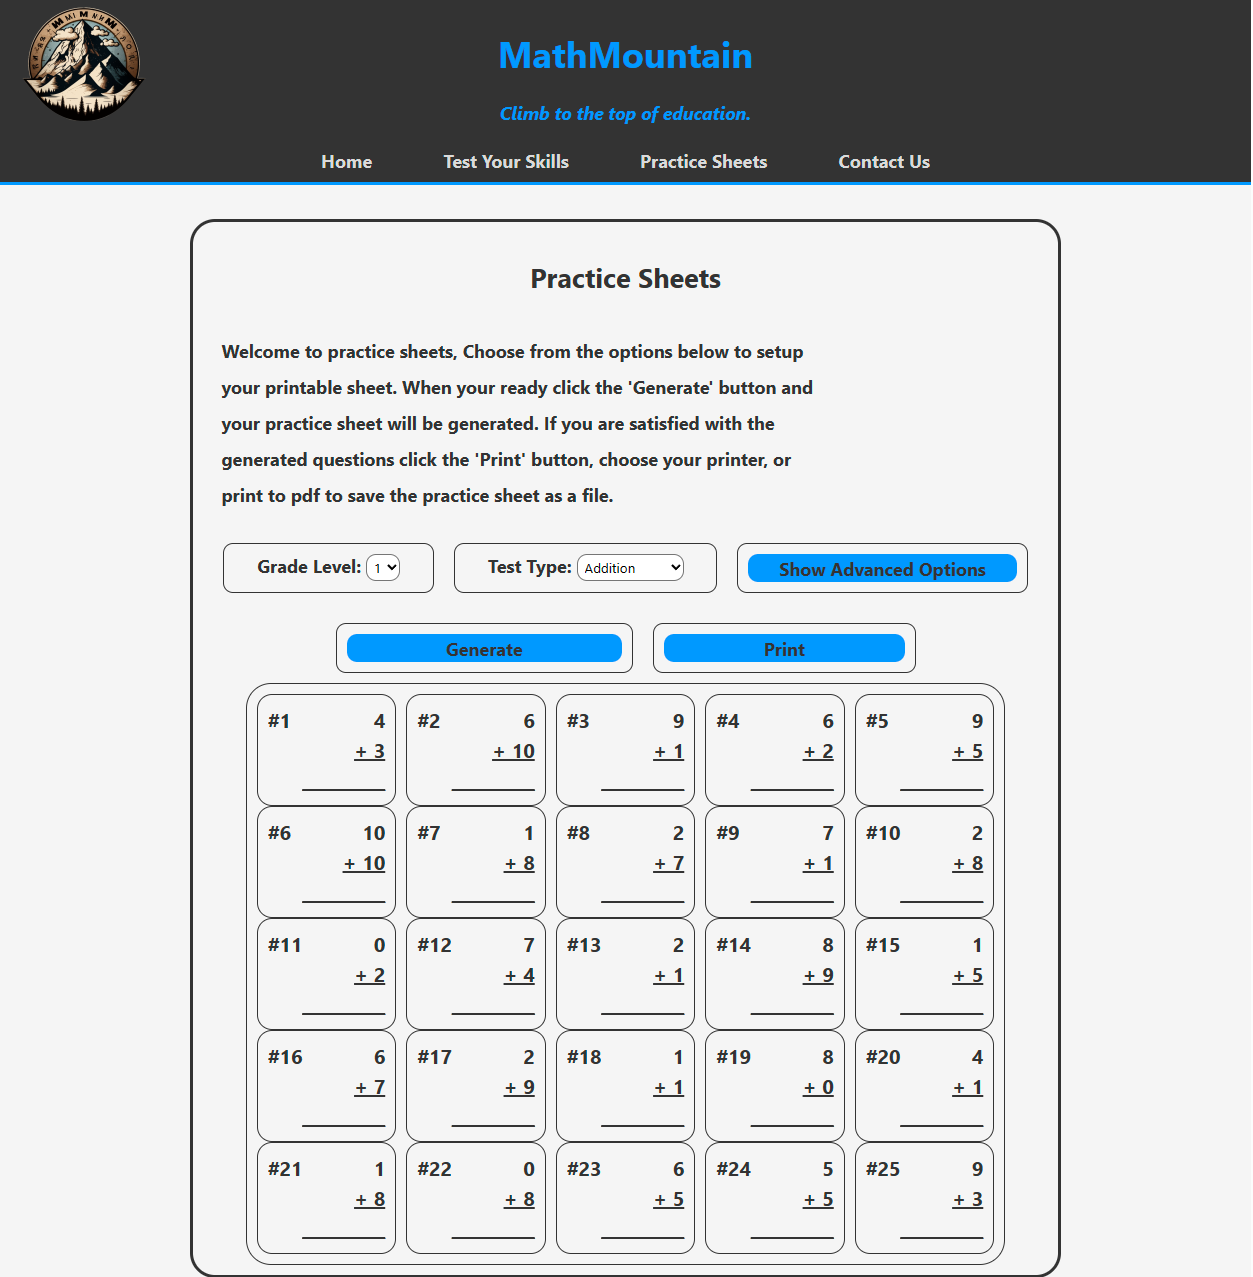 MathMountain
Climb to the top of education.
Home Test Your Skills Practice Sheets Contact Us
Practice Sheets
Welcome to practice sheets, Choose from the options below to setup
your printable sheet. When your ready click the 'Generate' button and
your practice sheet will be generated. If you are satisfied with the
generated questions click the 'Print' button, choose your printer, or
print to pdf to save the practice sheet as a file.
Grade Level: 1 Test Type: Addition Show Advanced Options
Generate Print
#1 4 #2 6 #3 9 #4 6 #5 9
+ 3 + 10 + 1 + 2 + 5
#6 10 #7 1 #8 2 #9 7 #10 2
+ 10 + 8 + 7 + 1 + 8
#11 0 #12 7 #13 2 #14 8 #15 1
+ 2 + 4 + 1 + 9 + 5
#16 6 #17 2 #18 1 #19 8 #20 4
+ 7 + 9 + 1 + 0 + 1
#21 1 #22 0 #23 6 #24 5 #25 9
+ 8 + 8 + 5 + 5 + 3